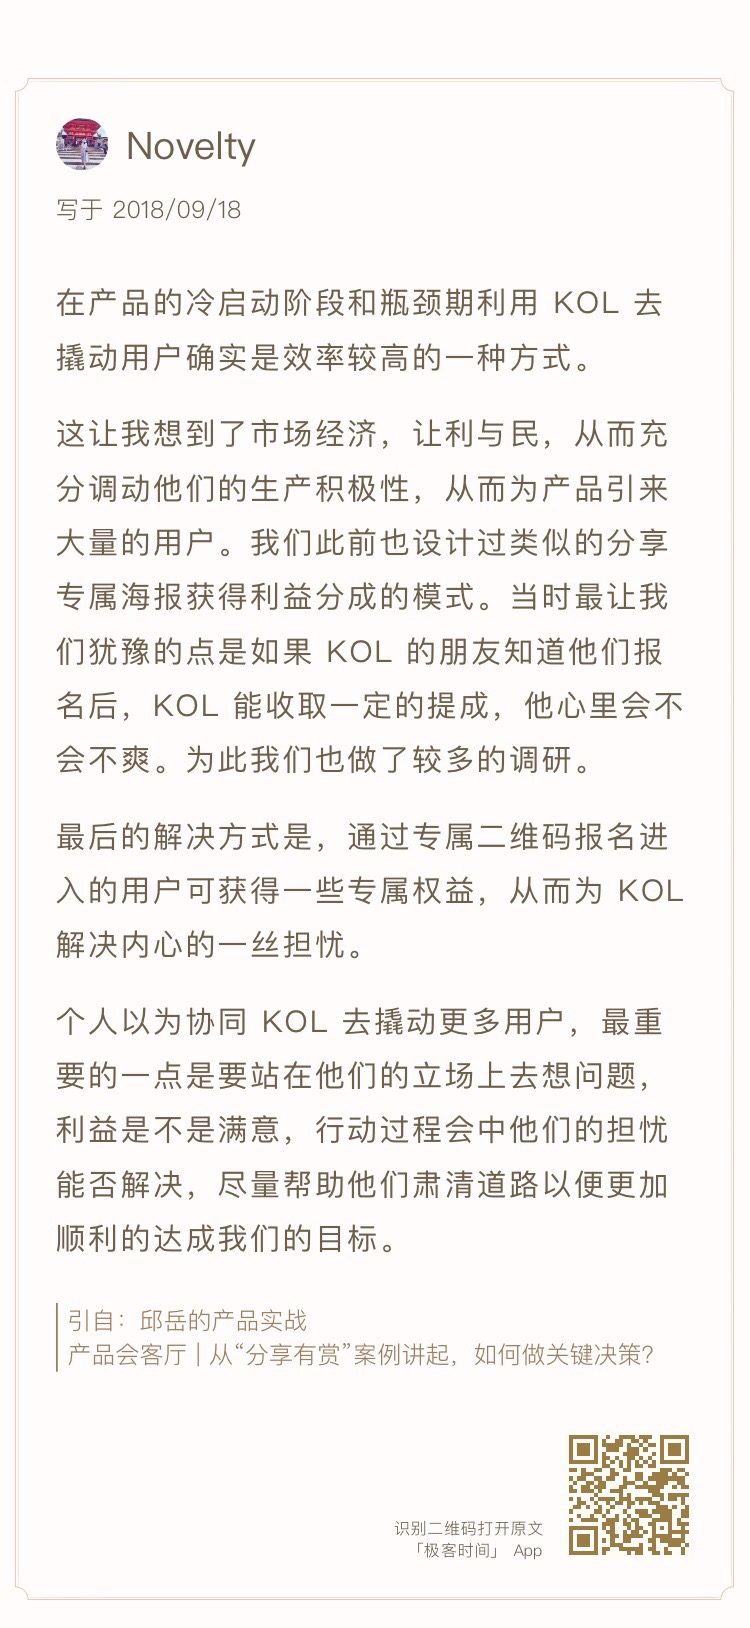 Novelty
写于 2018/09/18
在产品的冷启动阶段和瓶颈期利用 KOL 去
撬动用户确实是效率较高的一种方式。
这让我想到了市场经济，让利与民，从而充
分调动他们的生产积极性，从而为产品引来
大量的用户。我们此前也设计过类似的分享
专属海报获得利益分成的模式。当时最让我
们犹豫的点是如果 KOL 的朋友知道他们报
名后，KOL 能收取一定的提成，他心里会不
会不爽。为此我们也做了较多的调研。
最后的解决方式是，通过专属二维码报名进
入的用户可获得一些专属权益，从而为 KOL
解决内心的一丝担忧。
个人以为协同 KOL 去撬动更多用户，最重
要的一点是要站在他们的立场上去想问题，
利益是不是满意，行动过程会中他们的担忧
能否解决，尽量帮助他们肃清道路以便更加
顺利的达成我们的目标。
引自：邱岳的产品实战
产品会客厅｜从“分享有赏”案例讲起，如何做关键决策？
识别二维码打开原文
「极客时间」 App